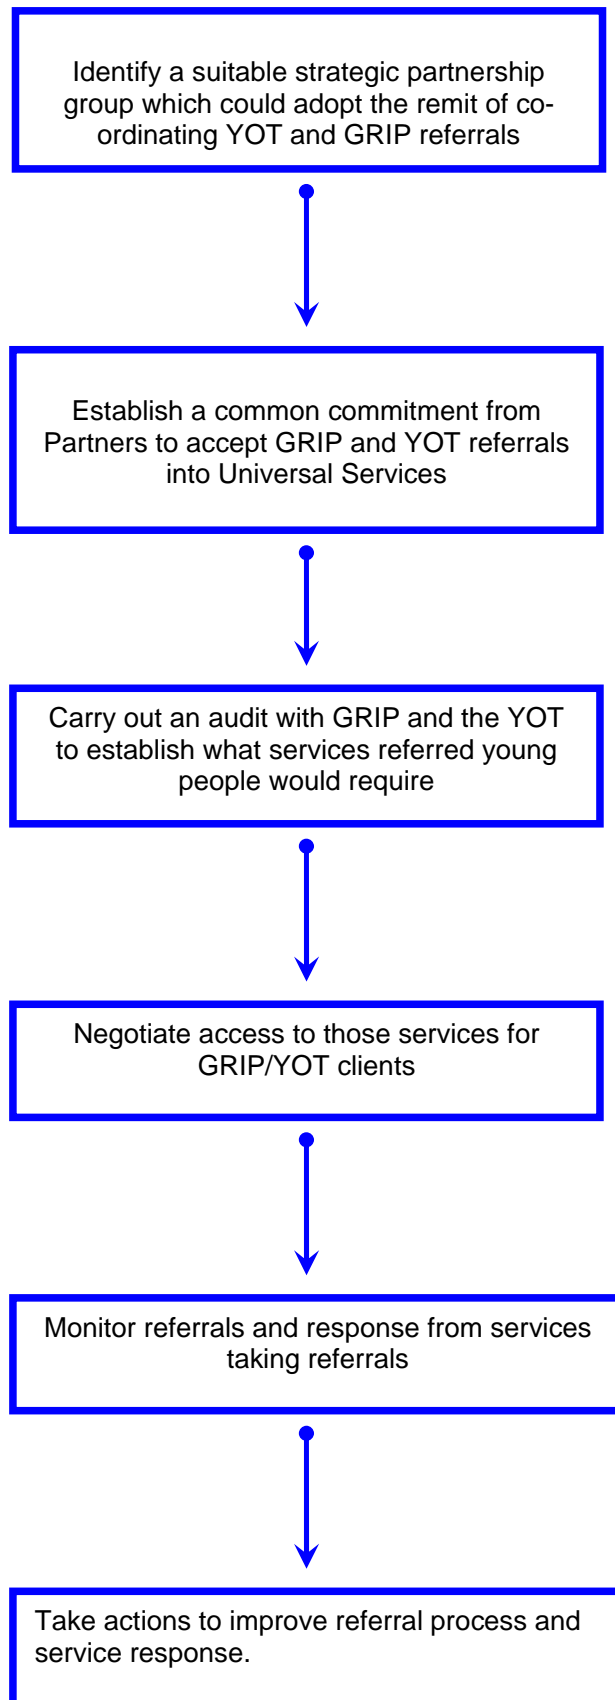 Identify a suitable strategic partnership
group which could adopt the remit of co-
ordinating YOT and GRIP referrals
Establish a common commitment from
Partners to accept GRIP and YOT referrals
into Universal Services
Carry out an audit with GRIP and the YOT
to establish what services referred young
people would require
Negotiate access to those services for
GRIP/YOT clients
Monitor referrals and response from services
taking referrals
Take actions to improve referral process and
service response.